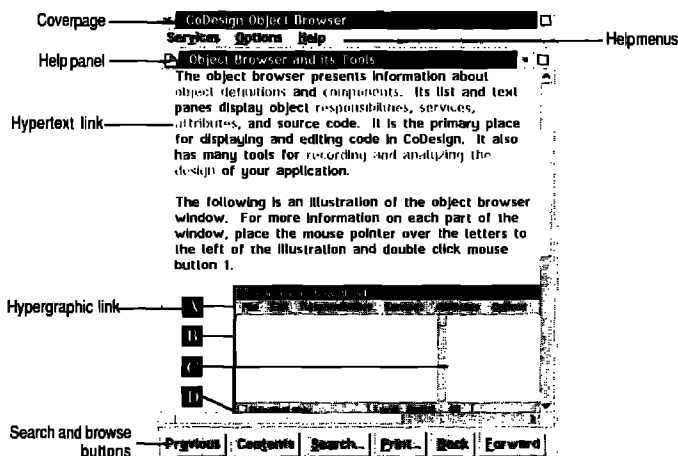 Coverpage
CoDesign Object Browser
Services Options Help
Helpmenus
Help panel
Object Browser and its Tools
The object browser presents information about
object definitions and components. Its list and text
panes display object responsibilities, services,
Hypertext link
attributes, and source code. It is the primary place
for displaying and editing code in CoDesign. It also
has many tools for recording and analyzing the
design of your application.
The following is an illustration of the object browser
window. For more information on each part of the
window, place the mouse pointer over the letters to
the left of the illustration and double click mouse
button 1.
Hypergraphic link
A
B
C
D
Search and browse
buttons
Previous Contents Search... Print... Back Forward